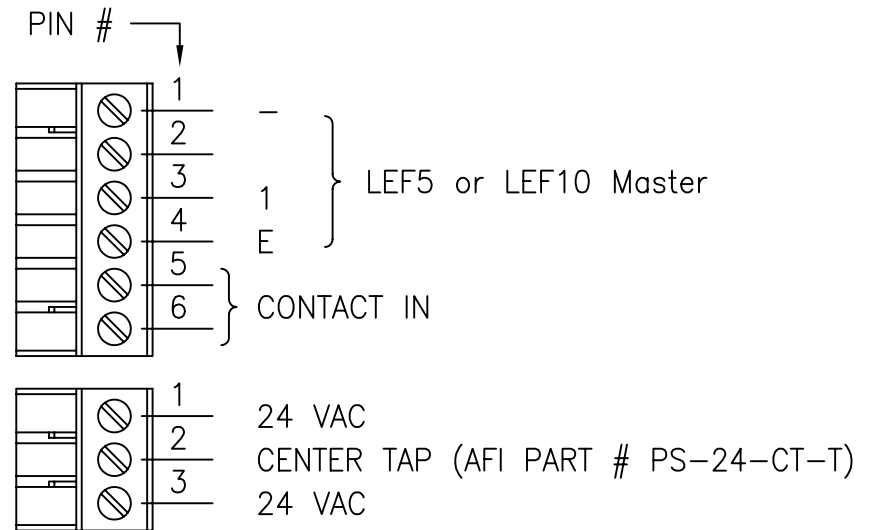 PIN #
1 –
2
3 1
LEF5 or LEF10 Master
4 E
5
6
CONTACT IN
1 24 VAC
2 CENTER TAP (AFI PART # PS-24-CT-T)
3 24 VAC